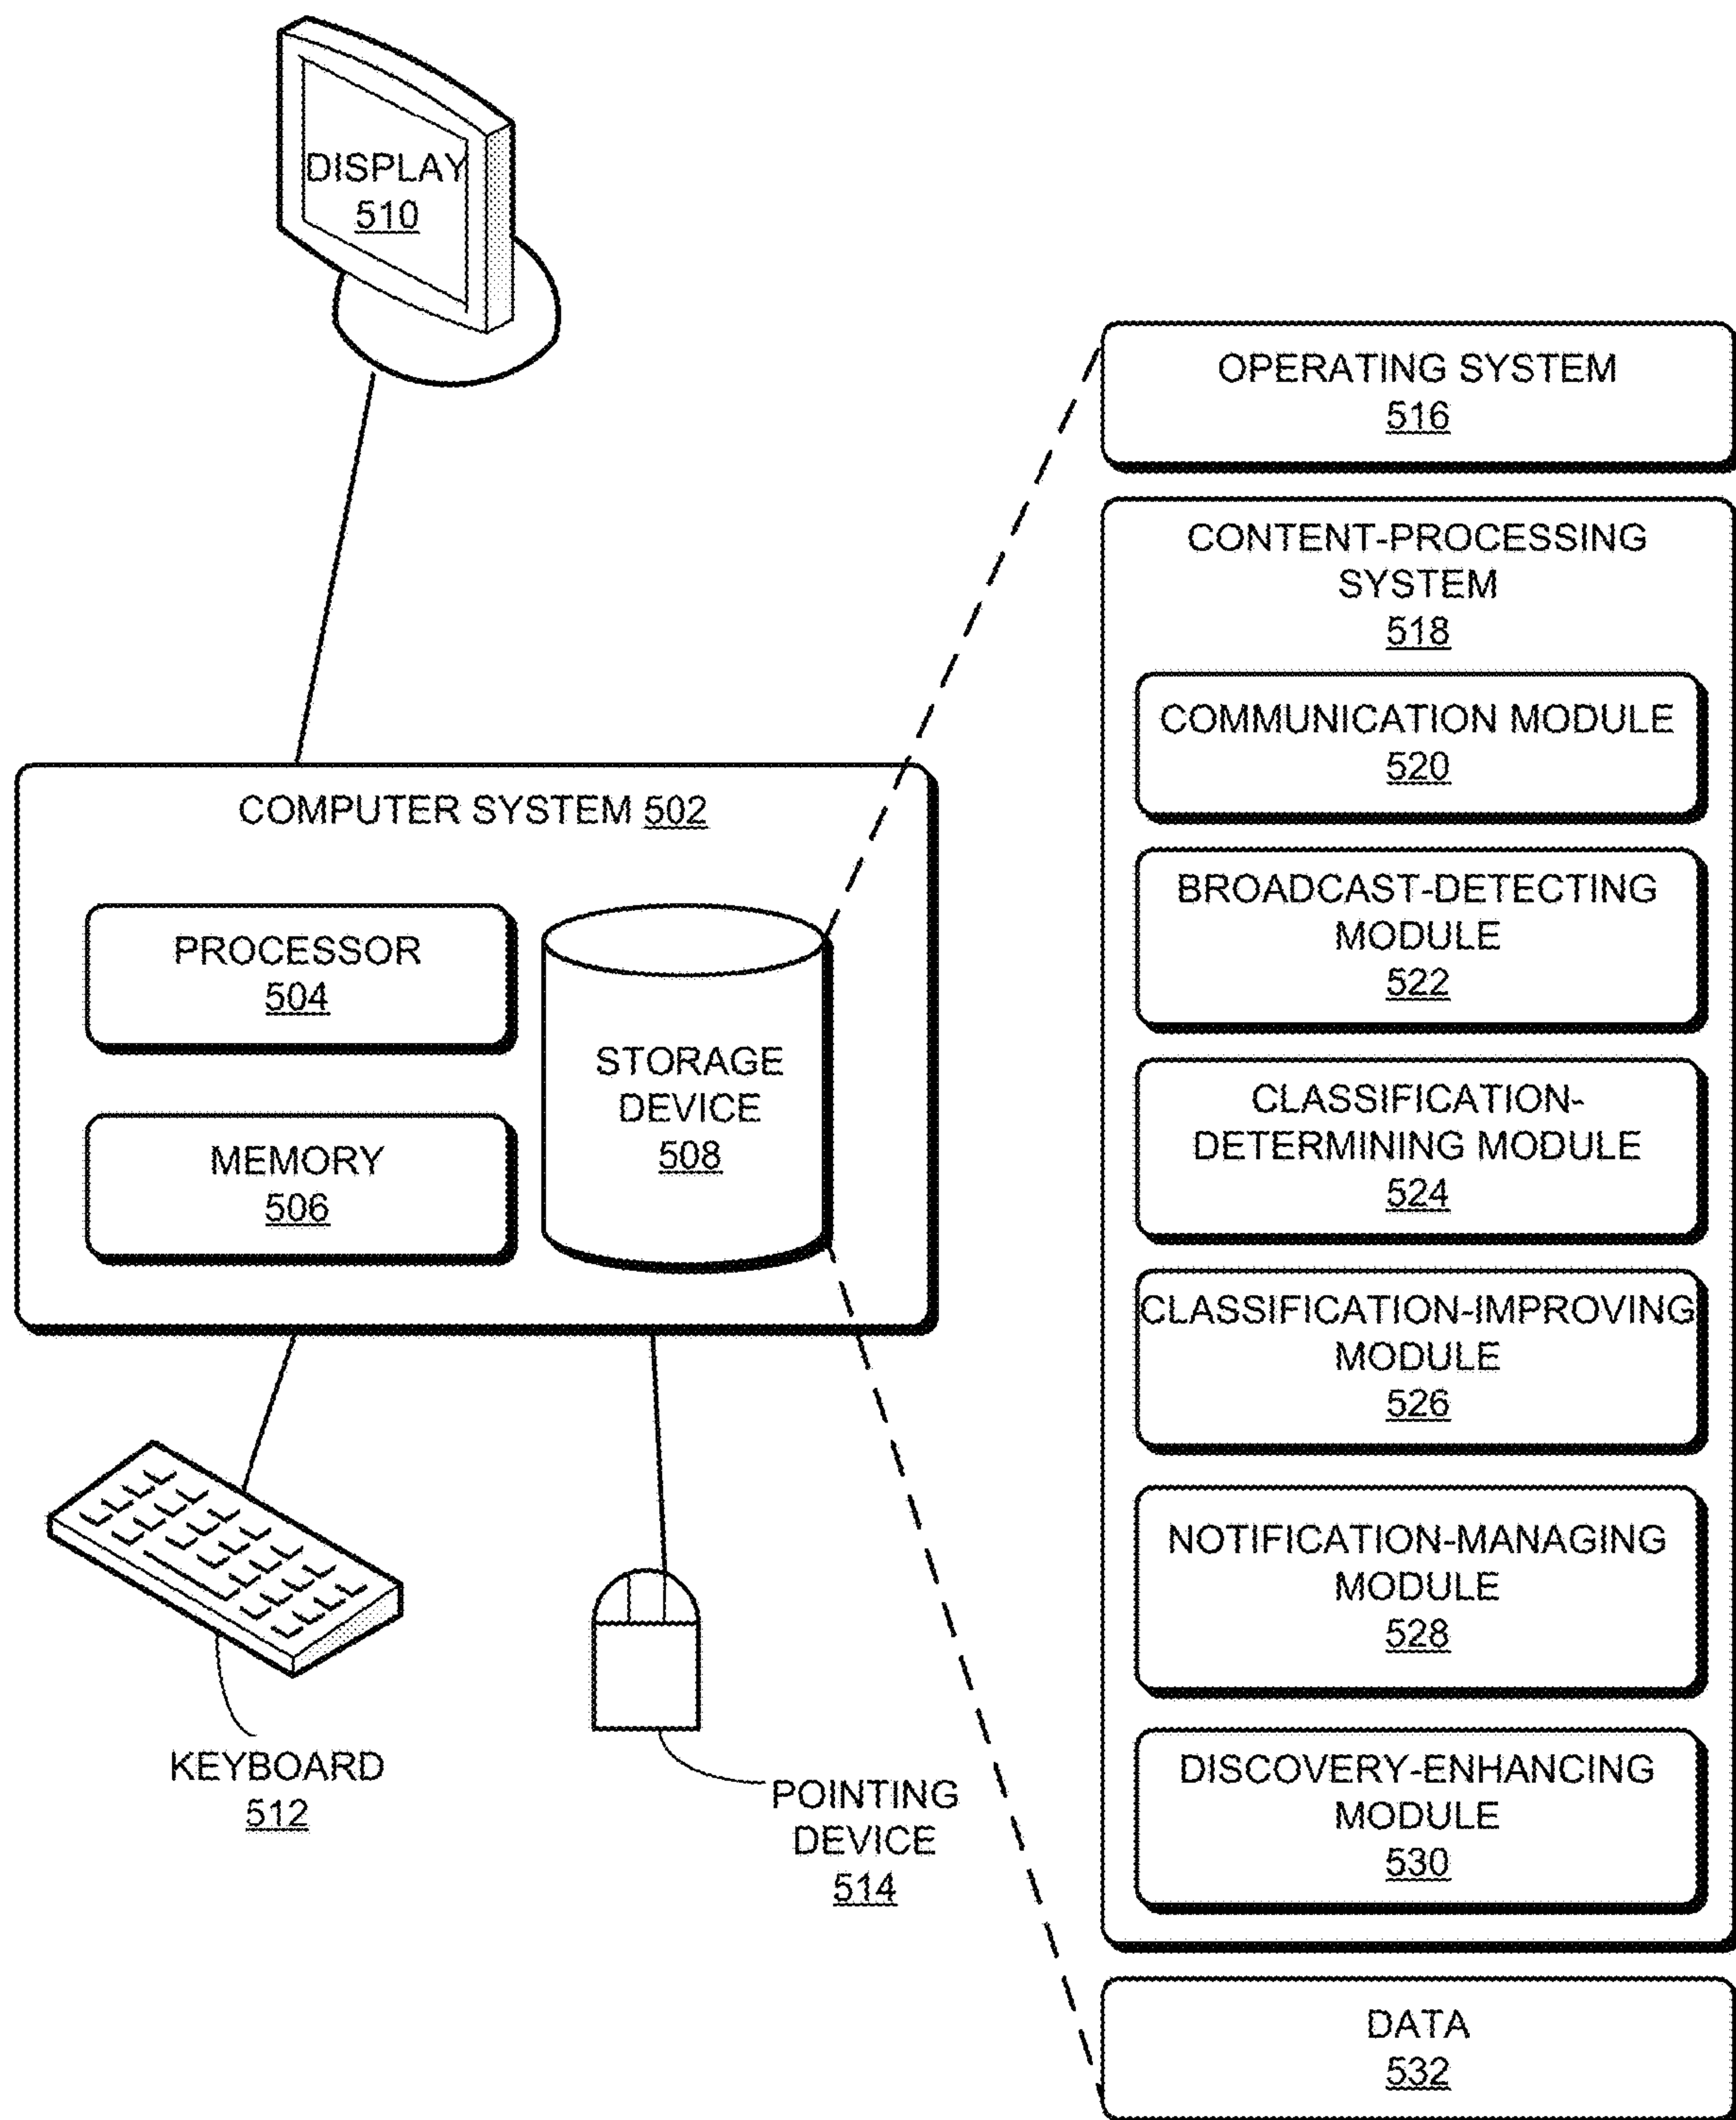 DISPLAY
510
COMPUTER SYSTEM 502
PROCESSOR
504
MEMORY
506
STORAGE
DEVICE
508
KEYBOARD
512
POINTING
DEVICE
514
OPERATING SYSTEM
516
CONTENT-PROCESSING
SYSTEM
518
COMMUNICATION MODULE
520
BROADCAST-DETECTING
MODULE
522
CLASSIFICATION-
DETERMINING MODULE
524
CLASSIFICATION-IMPROVING
MODULE
526
NOTIFICATION-MANAGING
MODULE
528
DISCOVERY-ENHANCING
MODULE
530
DATA
532